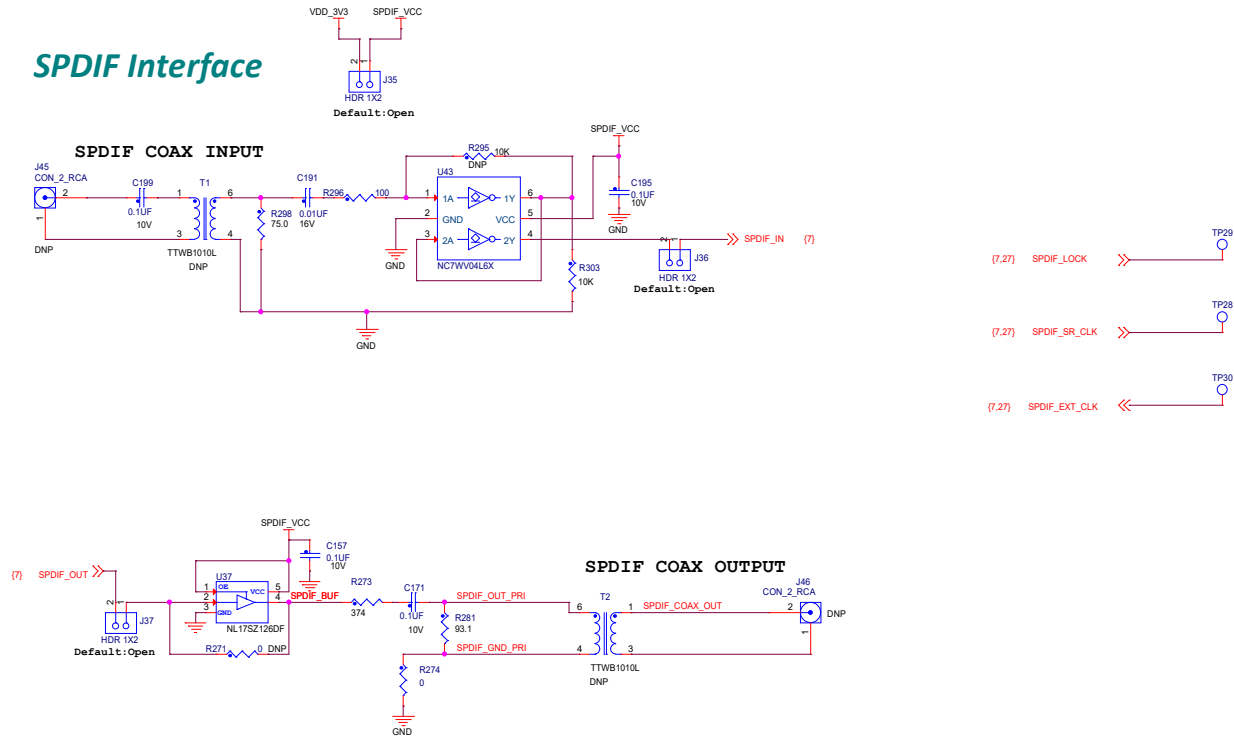 VDD_3V3
SPDIF_VCC
SPDIF Interface
2
1
J35
HDR 1X2
Default:Open
SPDIF COAX INPUT
SPDIF_VCC
J45
CON_2_RCA
2
1
DNP
C199
0.1UF
10V
T1
1
6
3
4
TTWB1010L
DNP
R298
75.0
C191
0.01UF
16V
R296
100
R295
10K
DNP
U43
1
1A
1Y
6
2
GND
VCC
5
3
2A
2Y
4
NC7WV04L6X
GND
C195
0.1UF
10V
GND
R303
10K
GND
2
1
J36
HDR 1X2
Default:Open
SPDIF_IN {7}
TP29
{7,27} SPDIF_LOCK
TP28
{7,27} SPDIF_SR_CLK
TP30
{7,27} SPDIF_EXT_CLK
SPDIF_VCC
C157
0.1UF
10V
{7} SPDIF_OUT
2
1
J37
HDR 1X2
Default:Open
U37
1
OE
VCC
5
2
4
3
GND
NL17SZ126DF
R271
0
DNP
SPDIF_BUF
R273
374
C171
0.1UF
10V
SPDIF_OUT_PRI
R281
93.1
SPDIF_GND_PRI
R274
0
GND
SPDIF COAX OUTPUT
T2
6
1
4
3
TTWB1010L
DNP
SPDIF_COAX_OUT
J46
CON_2_RCA
2
DNP
1